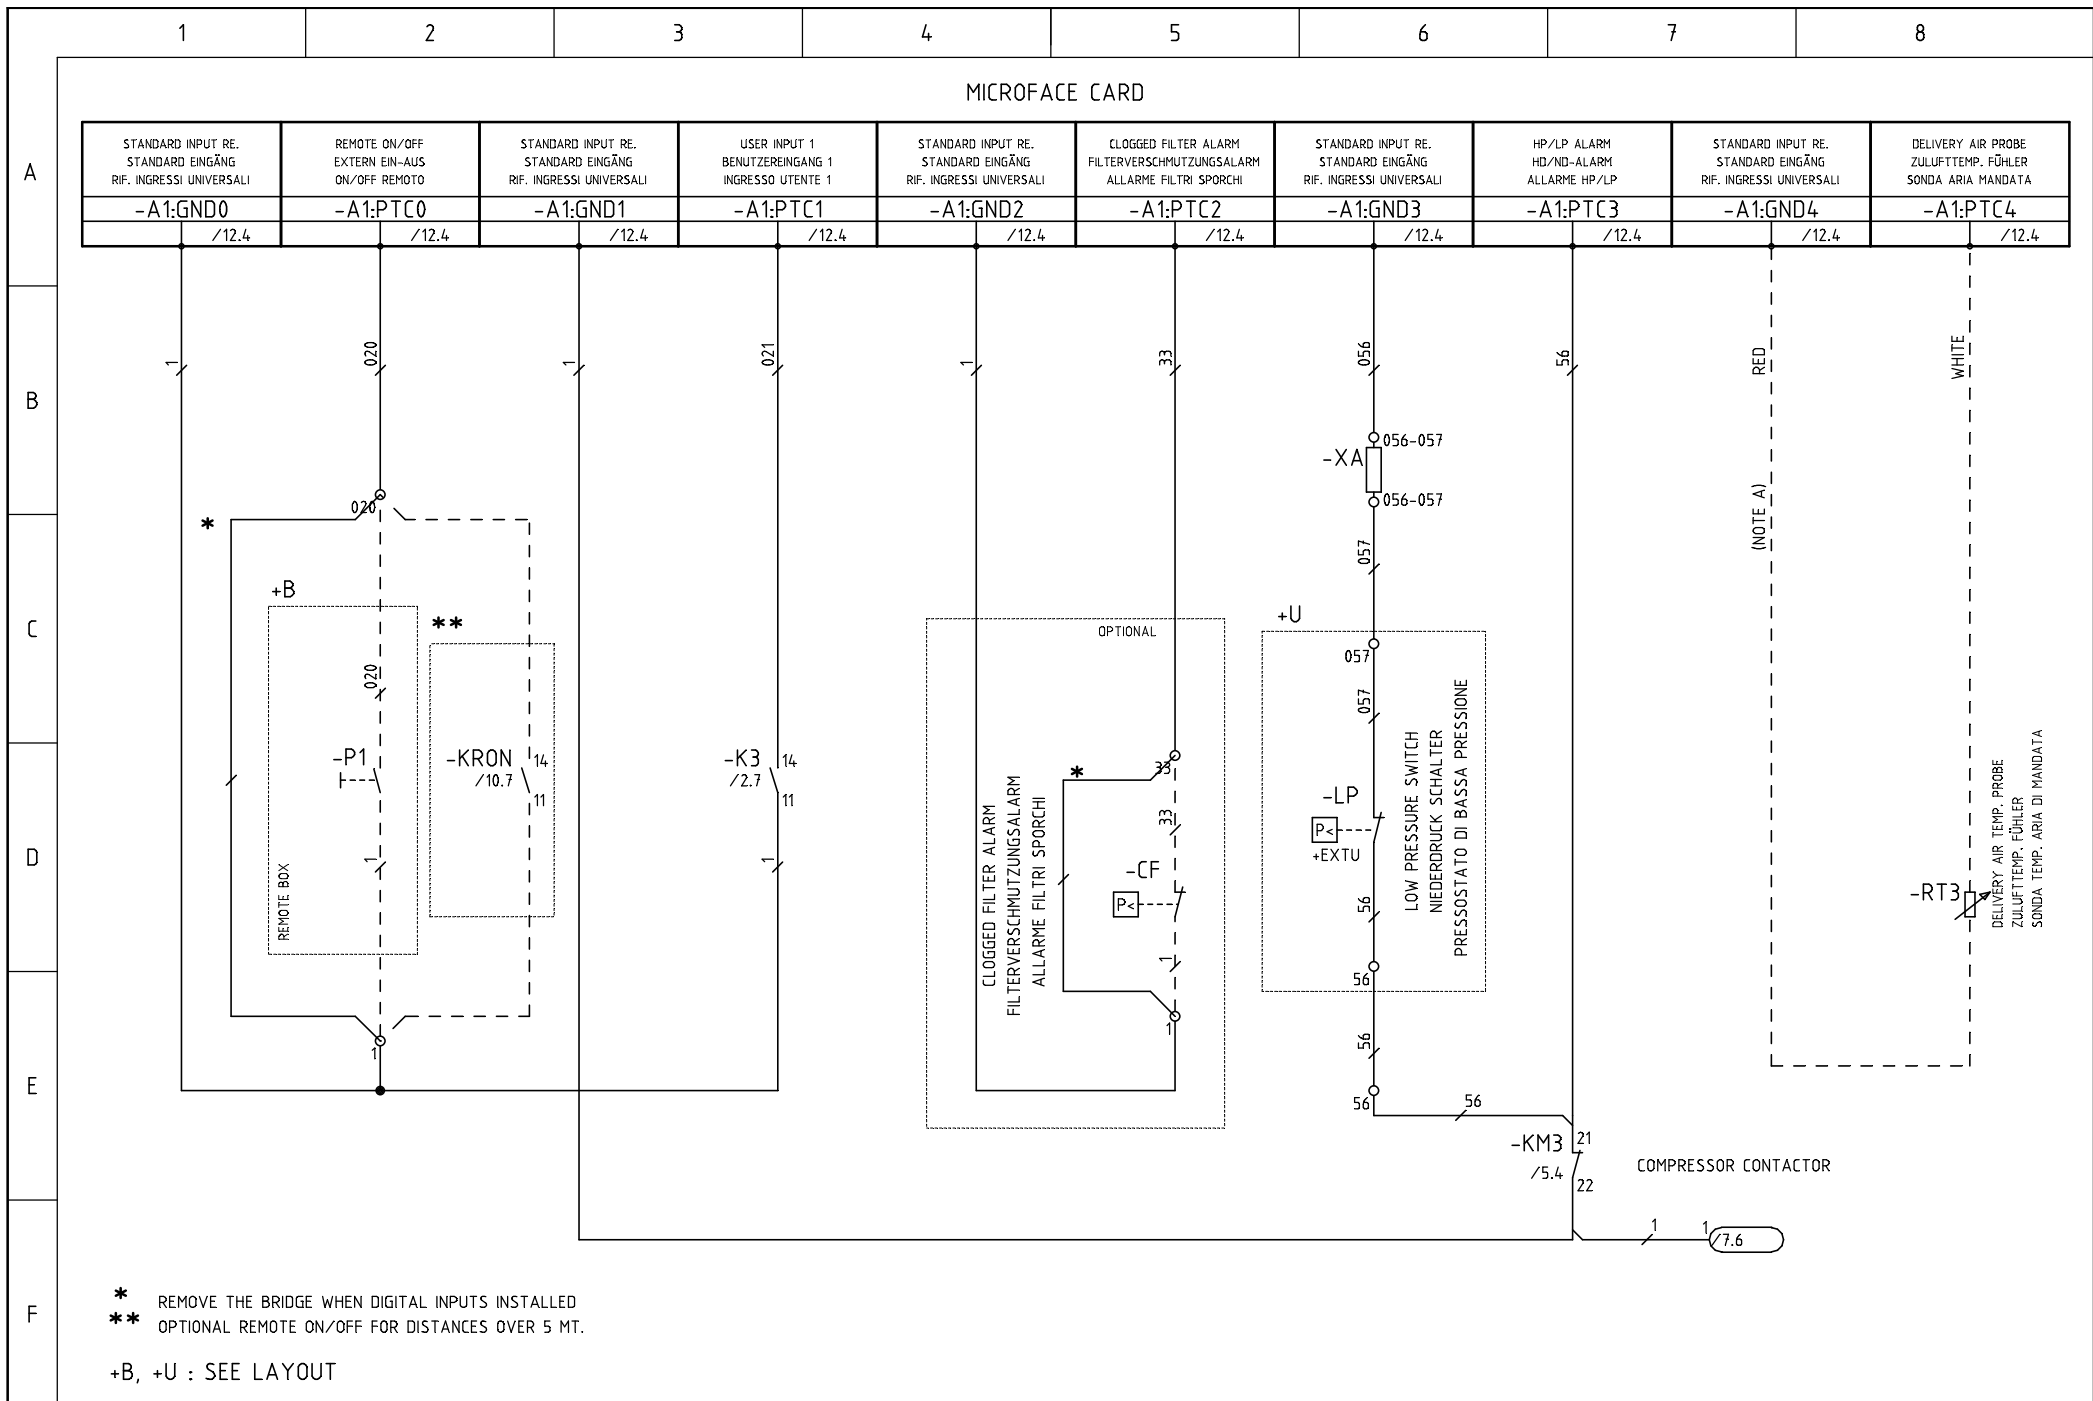 1 2 3 4 5 6 7 8
MICROFACE CARD
A
STANDARD INPUT RE.
STANDARD EINGÄNG
RIF. INGRESSI UNIVERSALI
-A1:GND0
/12.4
REMOTE ON/OFF
EXTERN EIN-AUS
ON/OFF REMOTO
-A1:PTC0
/12.4
STANDARD INPUT RE.
STANDARD EINGÄNG
RIF. INGRESSI UNIVERSALI
-A1:GND1
/12.4
USER INPUT 1
BENUTZEREINGANG 1
INGRESSO UTENTE 1
-A1:PTC1
/12.4
STANDARD INPUT RE.
STANDARD EINGÄNG
RIF. INGRESSI UNIVERSALI
-A1:GND2
/12.4
CLOGGED FILTER ALARM
FILTERVERSCHMUTZUNGSALARM
ALLARME FILTRI SPORCHI
-A1:PTC2
/12.4
STANDARD INPUT RE.
STANDARD EINGÄNG
RIF. INGRESSI UNIVERSALI
-A1:GND3
/12.4
HP/LP ALARM
HD/ND-ALARM
ALLARME HP/LP
-A1:PTC3
/12.4
STANDARD INPUT RE.
STANDARD EINGÄNG
RIF. INGRESSI UNIVERSALI
-A1:GND4
/12.4
DELIVERY AIR PROBE
ZULUFTTEMP. FÜHLER
SONDA ARIA MANDATA
-A1:PTC4
/12.4
B
1
020
1
021
1
33
056
56
RED
WHITE
056-057
-XA
056-057
020
*
(NOTE A)
057
C
+B
**
+U
OPTIONAL
057
020
057
D
-P1
-KRON
/10.7
14
11
-K3
/2.7
14
11
1
1
REMOTE BOX
*
33
33
-CF
P<
1
1
CLOGGED FILTER ALARM
FILTERVERSCHMUTZUNGSALARM
ALLARME FILTRI SPORCHI
-LP
P<
+EXTU
56
56
LOW PRESSURE SWITCH
NIEDERDRUCK SCHALTER
PRESSOSTATO DI BASSA PRESSIONE
-RT3
DELIVERY AIR TEMP. PROBE
ZULUFTTEMP. FÜHLER
SONDA TEMP. ARIA DI MANDATA
E
1
56
56
56
-KM3
/5.4
21
22
COMPRESSOR CONTACTOR
1
1
/7.6
F
* REMOVE THE BRIDGE WHEN DIGITAL INPUTS INSTALLED
** OPTIONAL REMOTE ON/OFF FOR DISTANCES OVER 5 MT.
+B, +U : SEE LAYOUT